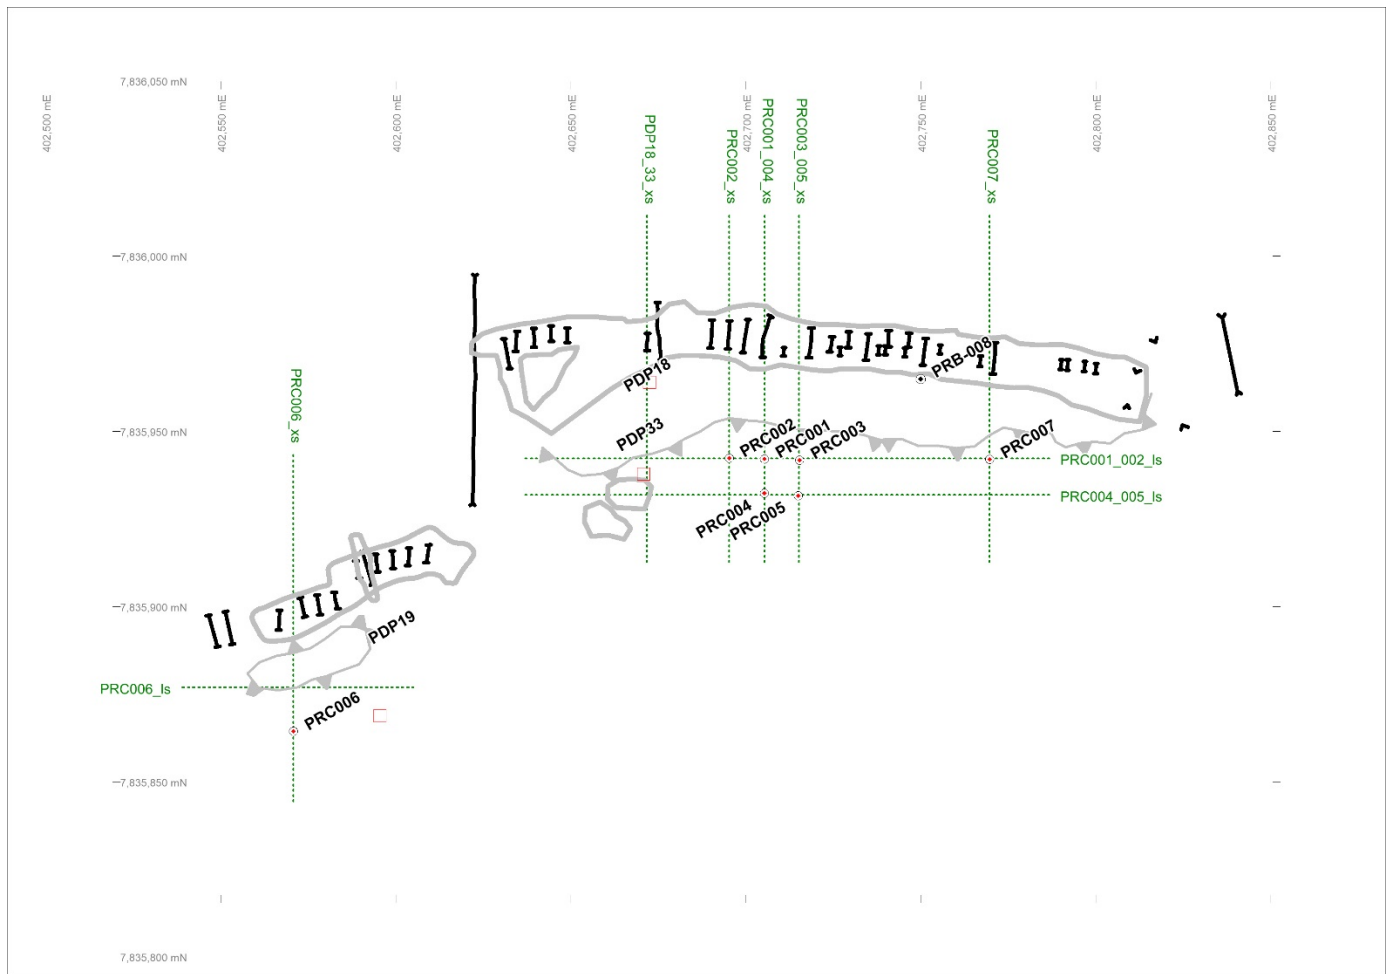 7,836,050 mN
402,500 mE
402,550 mE
402,600 mE
402,650 mE
402,700 mE
402,750 mE
402,800 mE
402,850 mE
PDP18_33_xs
PRC002_xs
PRC001_004_xs
PRC003_005_xs
PRC007_xs
7,836,000 mN
PRB-008
PDP18
PRC006_xs
7,835,950 mN
PDP33
PRC002
PRC001
PRC003
PRC007
PRC001_002_ls
PRC004_005_ls
PRC004
PRC005
7,835,900 mN
PDP19
PRC006_ls
PRC006
7,835,850 mN
7,835,800 mN